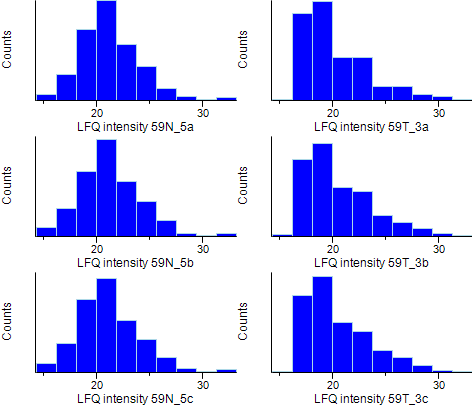 Counts
20
30
LFQ intensity 59N_5a
Counts
20
30
LFQ intensity 59T_3a
Counts
20
30
LFQ intensity 59N_5b
Counts
20
30
LFQ intensity 59T_3b
Counts
20
30
LFQ intensity 59N_5c
Counts
20
30
LFQ intensity 59T_3c